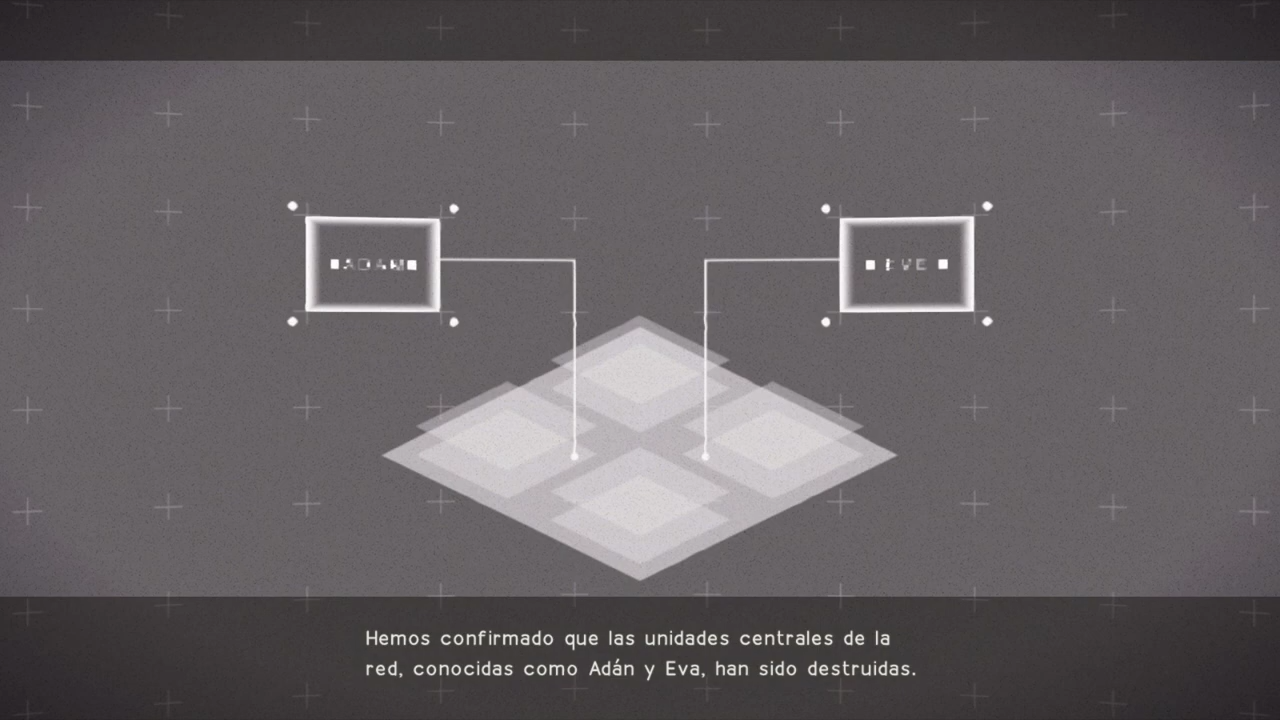 ■ADAM■
■ EVE ■
Hemos confirmado que las unidades centrales de la
red, conocidas como Adán y Eva, han sido destruidas.